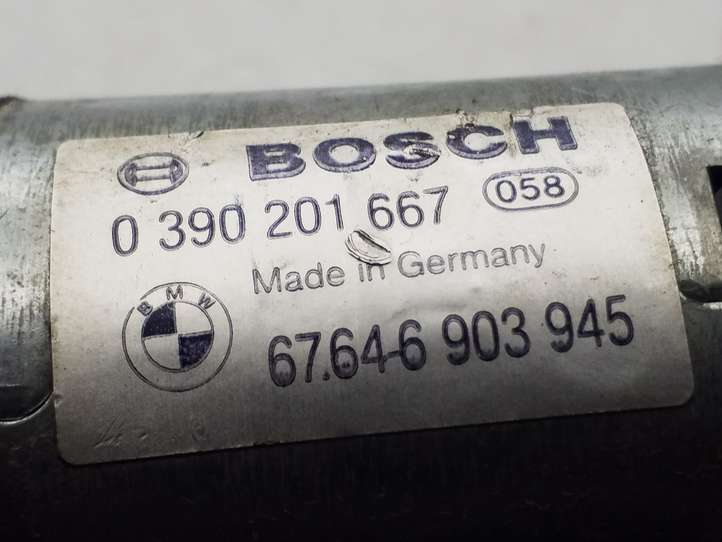 BOSCH
0 390 201 667 058
Made in Germany
BMW
67.64-6 903 945